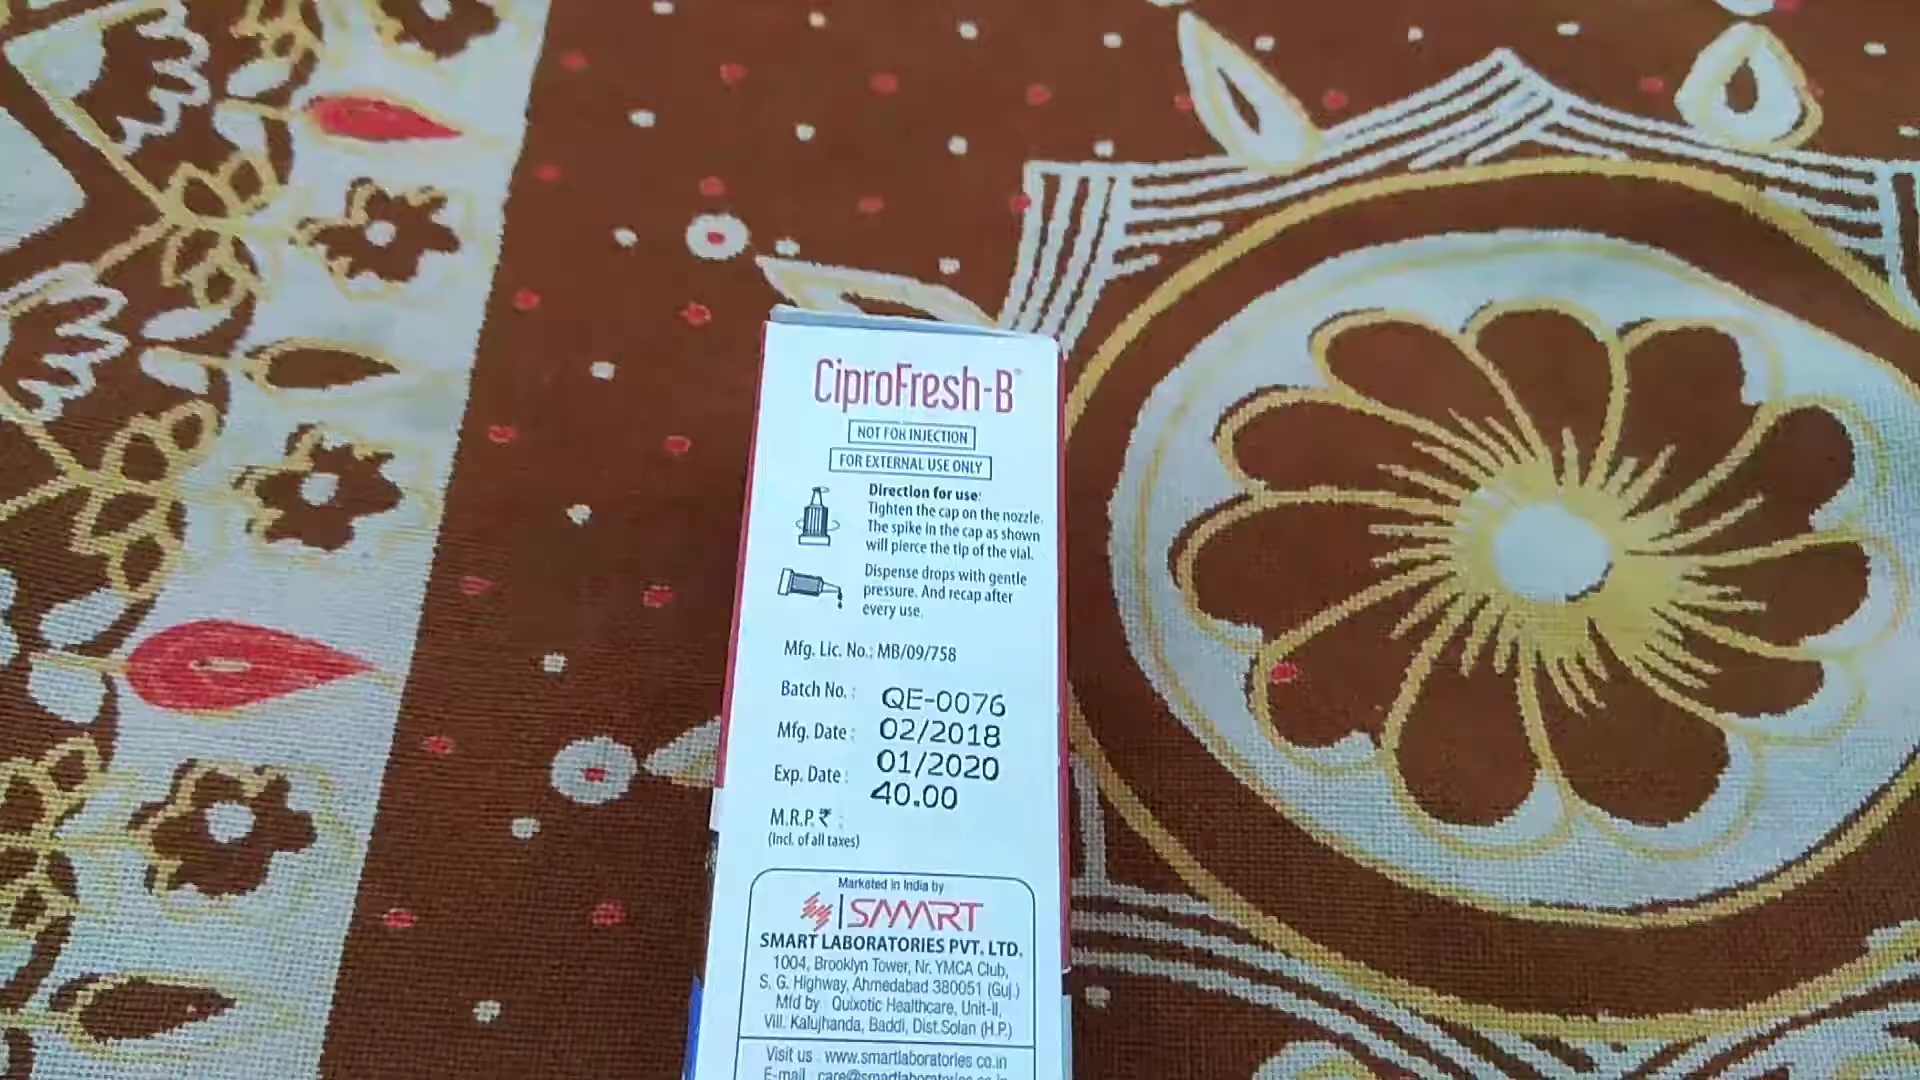 CiproFresh-B
NOT FOR INJECTION
FOR EXTERNAL USE ONLY
Direction for use:
Tighten the cap on the nozzle.
The spike in the cap as shown
will pierce the tip of the vial.
Dispense drops with gentle
pressure. And recap after
every use.
Mfg. Lic. No.: MB/09/758
Batch No. : QE-0076
Mfg. Date : 02/2018
Exp. Date : 01/2020
M.R.P. ₹ : 40.00
(Incl. of all taxes)
Marketed in India by
SMART
SMART LABORATORIES PVT. LTD.
1004, Brooklyn Tower, Nr. YMCA Club,
S. G. Highway, Ahmedabad 380051 (Guj.)
Mfd by : Quixotic Healthcare, Unit-II,
Vill. Kalujhanda, Baddi, Dist.Solan (H.P.)
Visit us : www.smartlaboratories.co.in
E-mail :